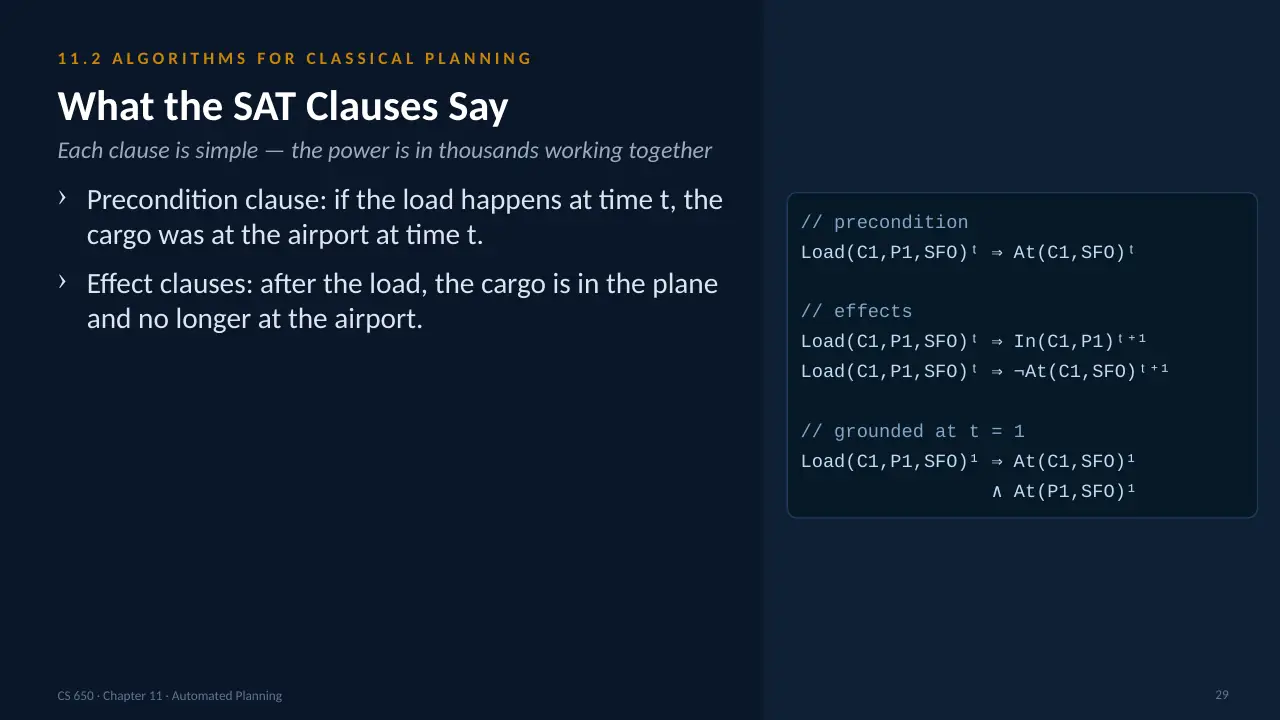 11.2 ALGORITHMS FOR CLASSICAL PLANNING
What the SAT Clauses Say
Each clause is simple — the power is in thousands working together
› Precondition clause: if the load happens at time t, the
cargo was at the airport at time t.
› Effect clauses: after the load, the cargo is in the plane
and no longer at the airport.
// precondition
Load(C1,P1,SFO)ᵗ ⇒ At(C1,SFO)ᵗ
// effects
Load(C1,P1,SFO)ᵗ ⇒ In(C1,P1)ᵗ⁺¹
Load(C1,P1,SFO)ᵗ ⇒ ¬At(C1,SFO)ᵗ⁺¹
// grounded at t = 1
Load(C1,P1,SFO)¹ ⇒ At(C1,SFO)¹
∧ At(P1,SFO)¹
CS 650 · Chapter 11 · Automated Planning
29